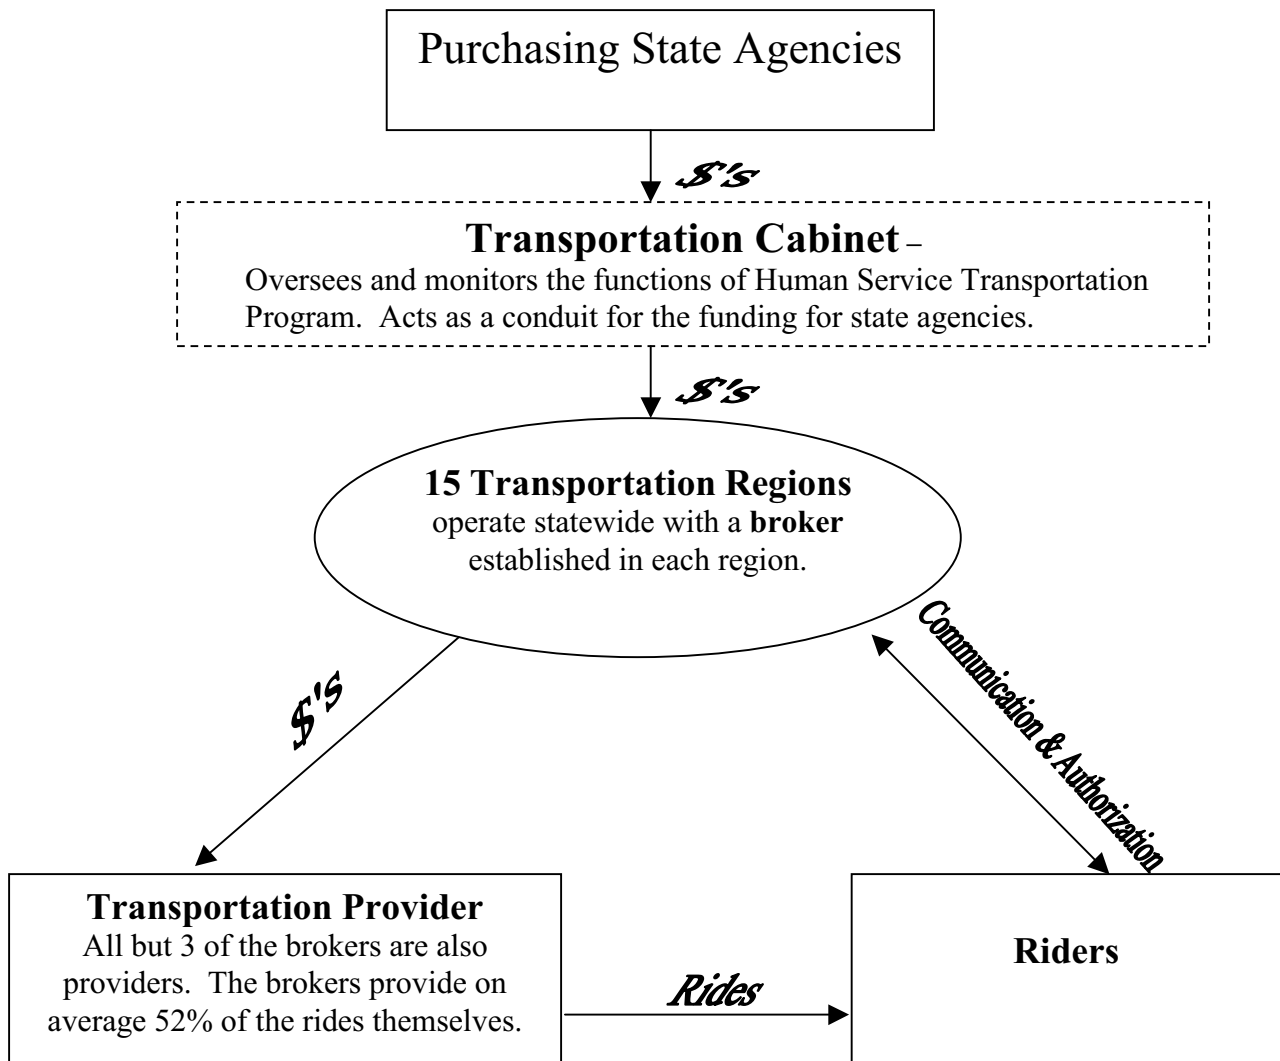 Purchasing State Agencies
$'s
Transportation Cabinet –
Oversees and monitors the functions of Human Service Transportation
Program.  Acts as a conduit for the funding for state agencies.
$'s
15 Transportation Regions
operate statewide with a broker
established in each region.
$'s
Communication & Authorization
Transportation Provider
All but 3 of the brokers are also
providers.  The brokers provide on
average 52% of the rides themselves.
Rides
Riders